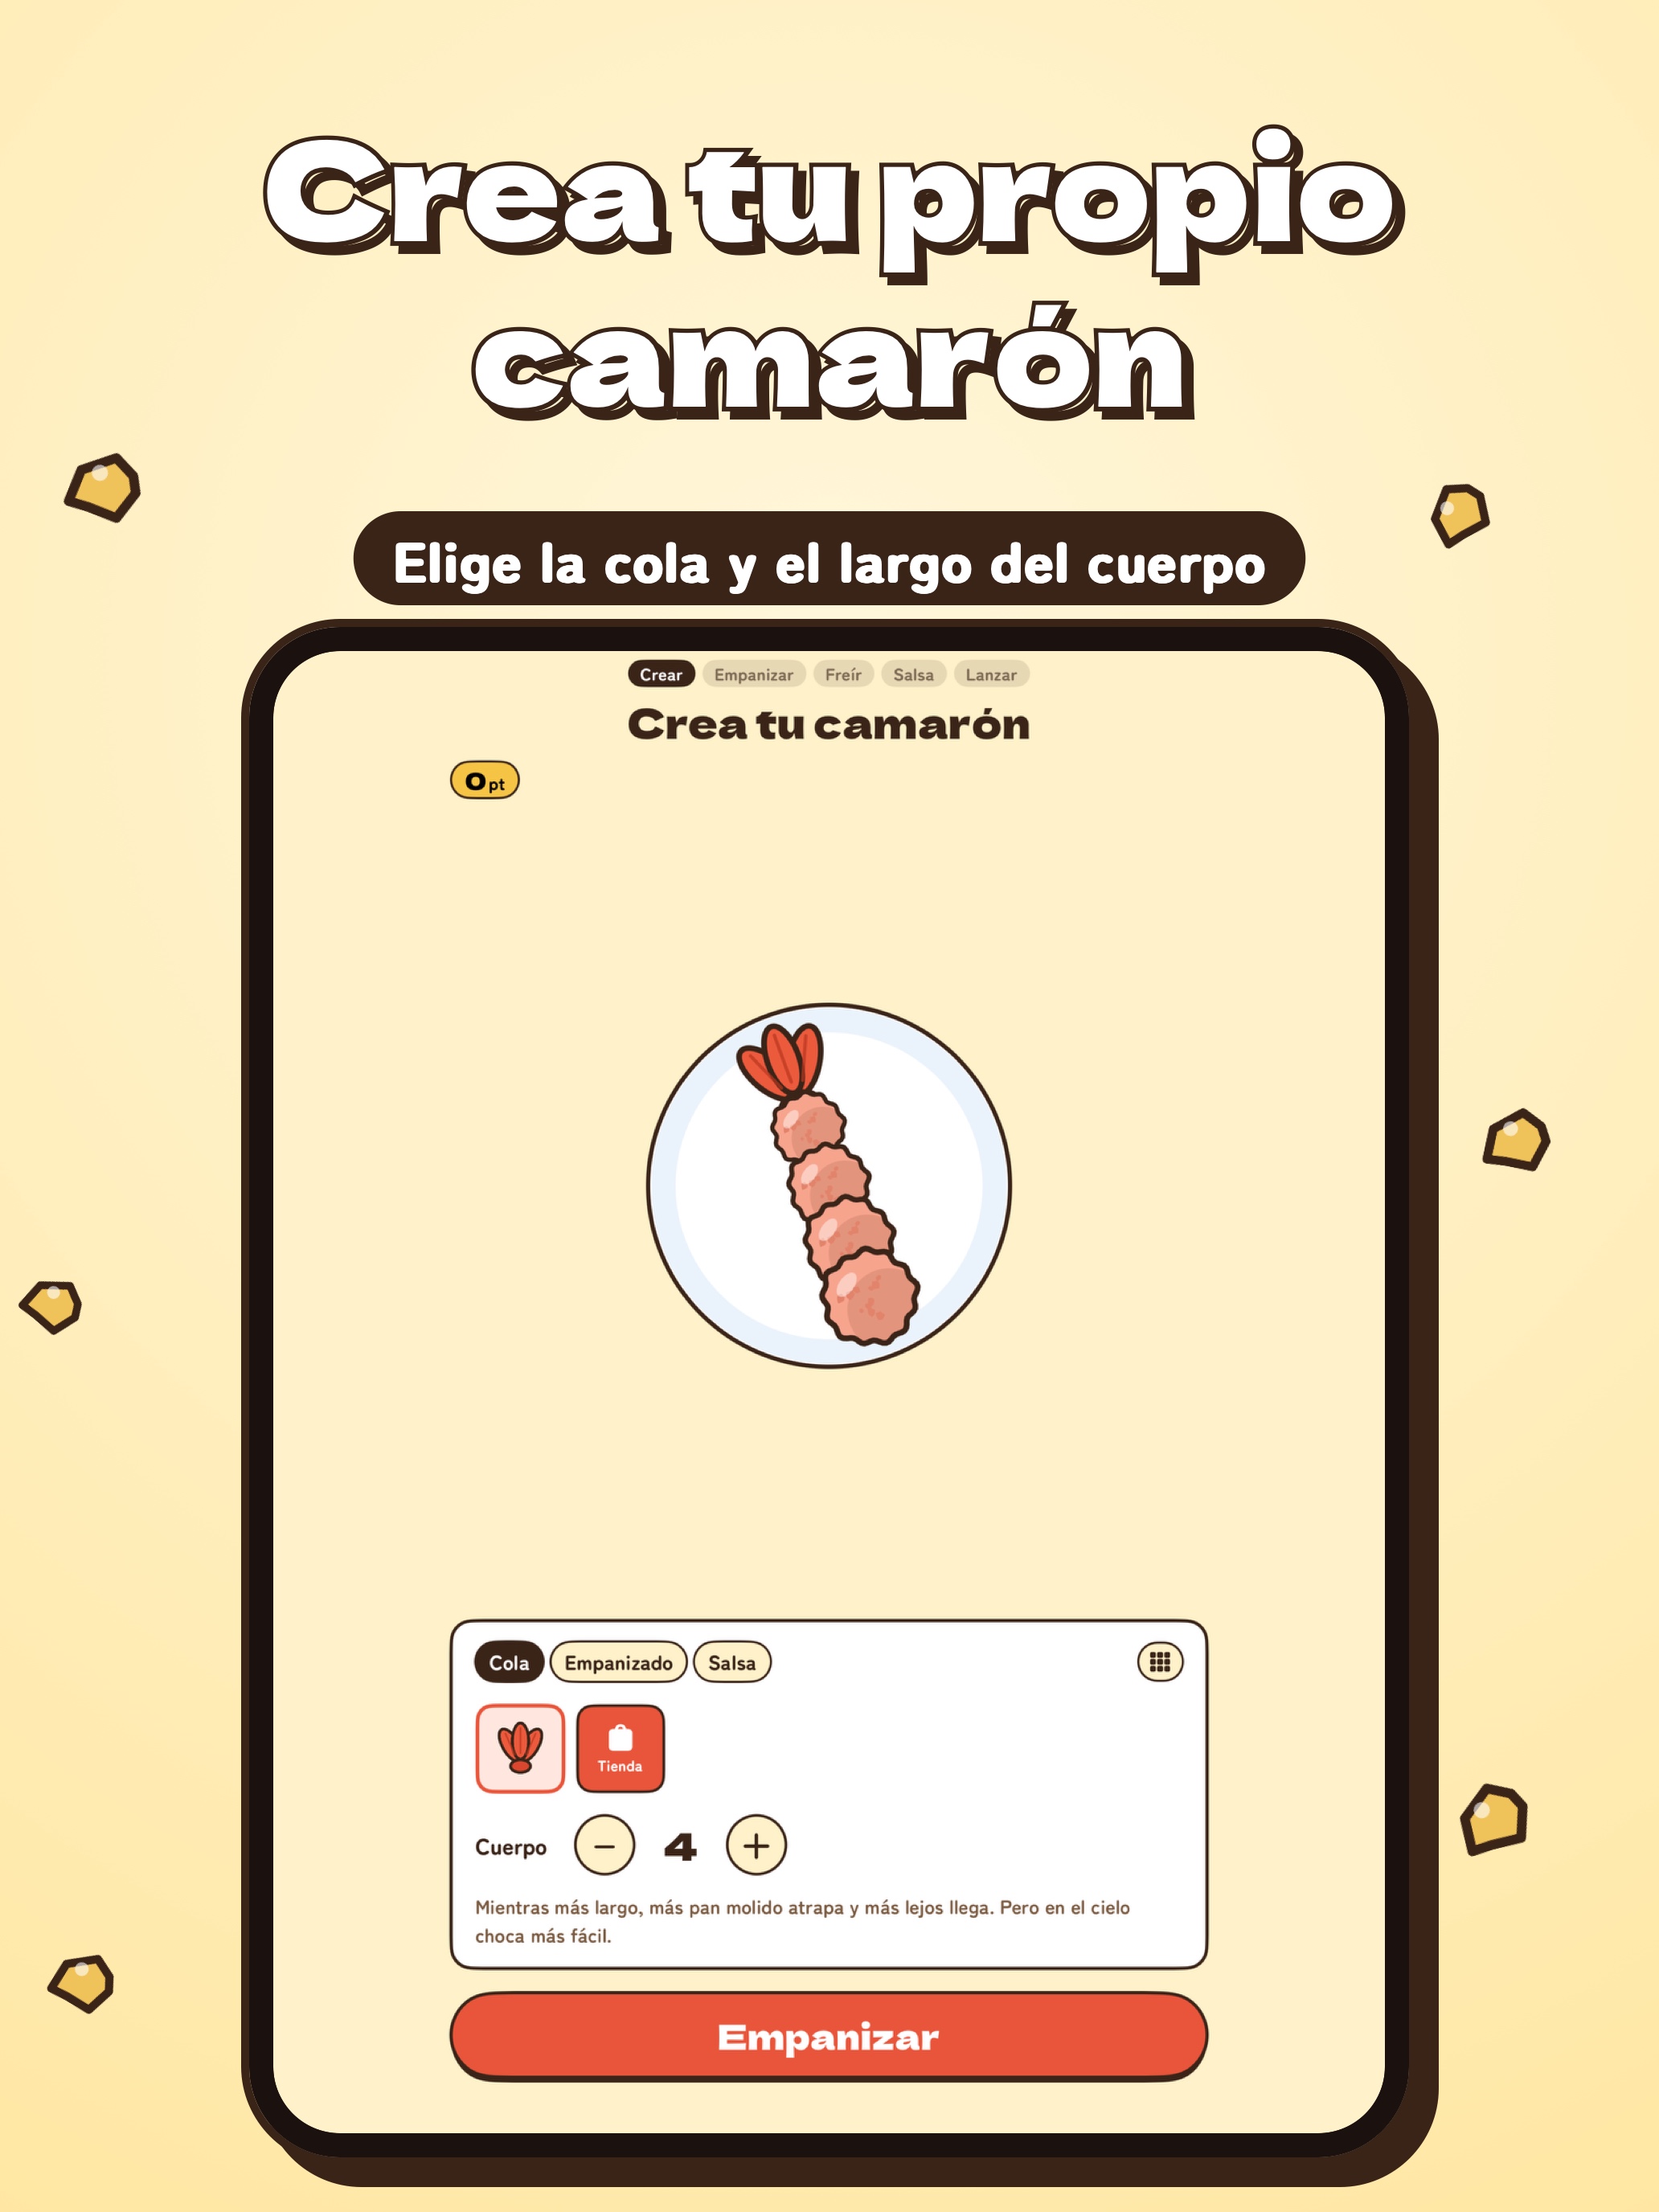 Crea tu propio
camarón
Elige la cola y el largo del cuerpo
Crear Empanizar Freír Salsa Lanzar
Crea tu camarón
0 pt
Cola Empanizado Salsa
Tienda
Cuerpo − 4 +
Mientras más largo, más pan molido atrapa y más lejos llega. Pero en el cielo
choca más fácil.
Empanizar